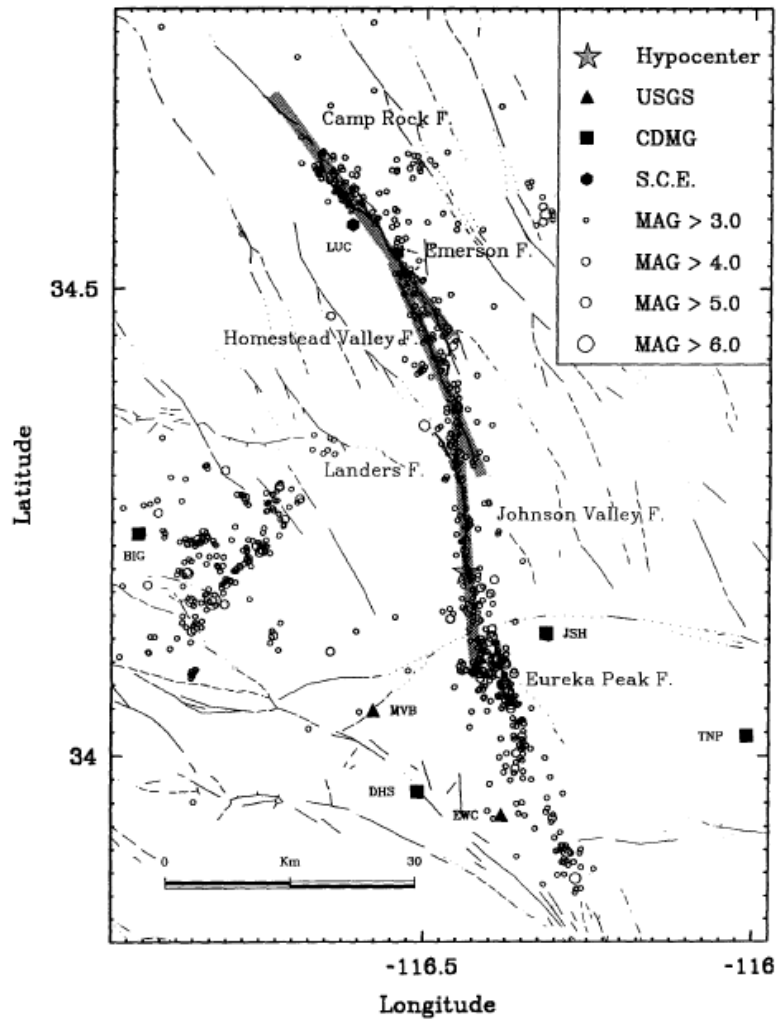 Hypocenter
USGS
CDMG
S.C.E.
MAG > 3.0
MAG > 4.0
MAG > 5.0
MAG > 6.0
Camp Rock F.
LUC
Emerson F.
34.5
Homestead Valley F.
Landers F.
Latitude
Johnson Valley F.
BIG
JSH
Eureka Peak F.
MVB
TNP
34
DHS
EWC
0 Km 30
-116.5 -116
Longitude